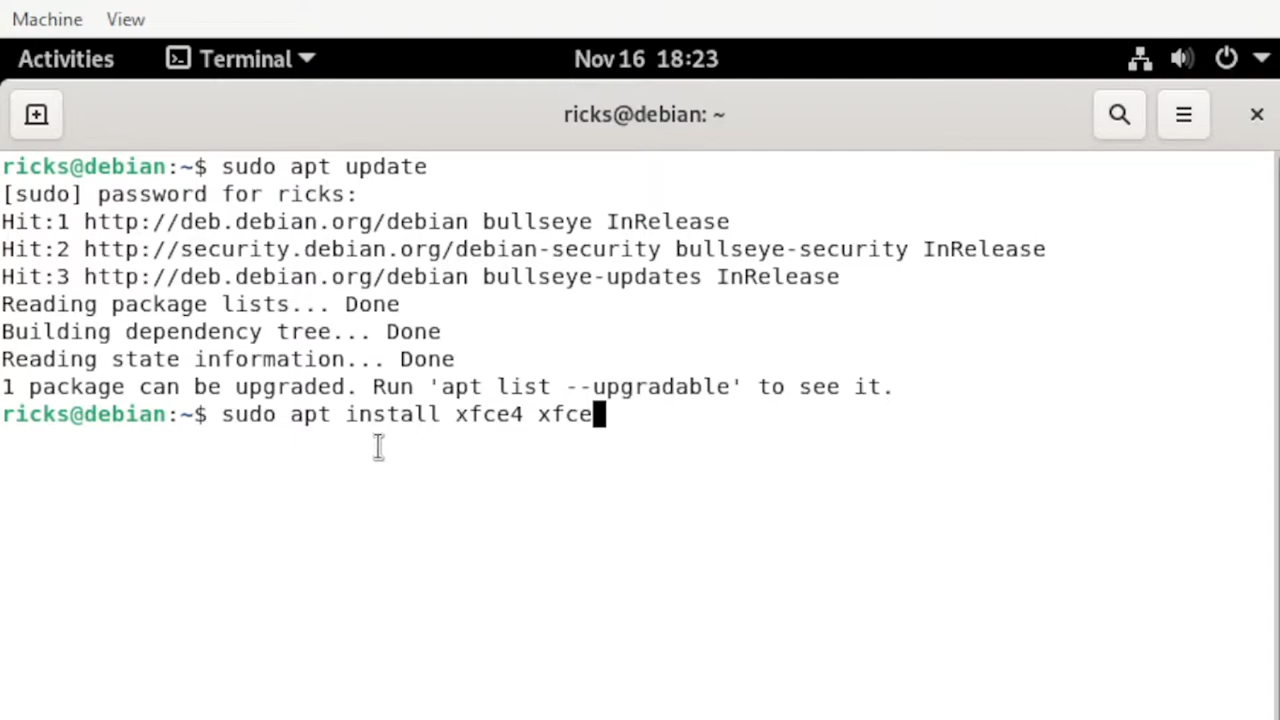 Machine View
Activities Terminal Nov 16 18:23
ricks@debian: ~
ricks@debian:~$ sudo apt update
[sudo] password for ricks:
Hit:1 http://deb.debian.org/debian bullseye InRelease
Hit:2 http://security.debian.org/debian-security bullseye-security InRelease
Hit:3 http://deb.debian.org/debian bullseye-updates InRelease
Reading package lists... Done
Building dependency tree... Done
Reading state information... Done
1 package can be upgraded. Run 'apt list --upgradable' to see it.
ricks@debian:~$ sudo apt install xfce4 xfce